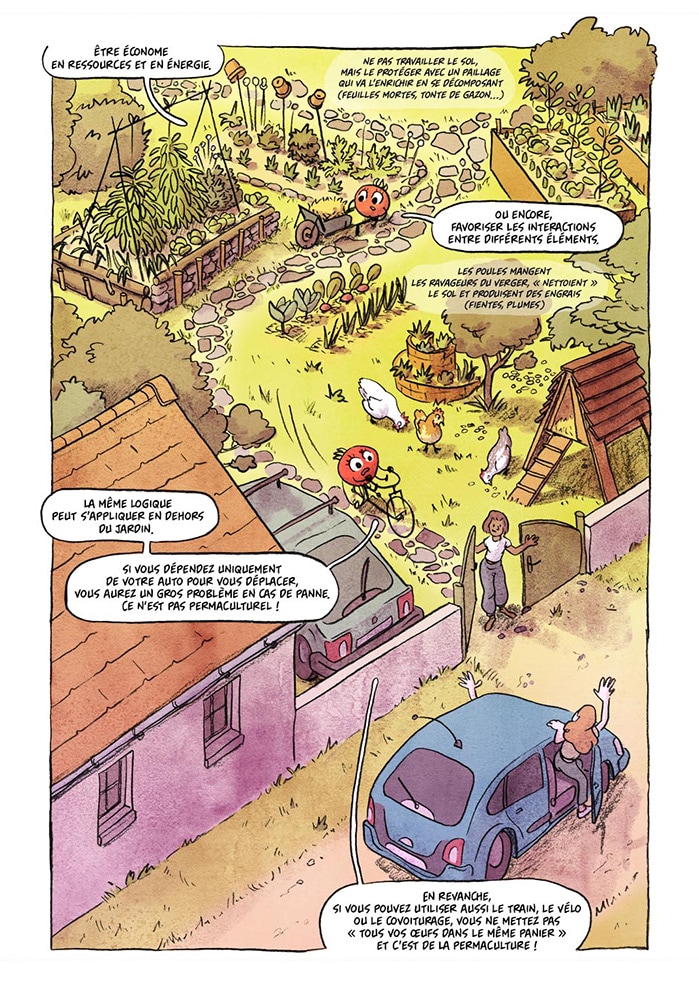 ÊTRE ÉCONOME
EN RESSOURCES ET EN ÉNERGIE.
NE PAS TRAVAILLER LE SOL,
MAIS LE PROTÉGER AVEC UN PAILLAGE
QUI VA L'ENRICHIR EN SE DÉCOMPOSANT
(FEUILLES MORTES, TONTE DE GAZON...)
OU ENCORE,
FAVORISER LES INTERACTIONS
ENTRE DIFFÉRENTS ÉLÉMENTS.
LES POULES MANGENT
LES RAVAGEURS DU VERGER, « NETTOIENT »
LE SOL ET PRODUISENT DES ENGRAIS
(FIENTES, PLUMES)
LA MÊME LOGIQUE
PEUT S'APPLIQUER EN DEHORS
DU JARDIN.
SI VOUS DÉPENDEZ UNIQUEMENT
DE VOTRE AUTO POUR VOUS DÉPLACER,
VOUS AUREZ UN GROS PROBLÈME EN CAS DE PANNE.
CE N'EST PAS PERMACULTUREL !
EN REVANCHE,
SI VOUS POUVEZ UTILISER AUSSI LE TRAIN, LE VÉLO
OU LE COVOITURAGE, VOUS NE METTEZ PAS
« TOUS VOS ŒUFS DANS LE MÊME PANIER »
ET C'EST DE LA PERMACULTURE !